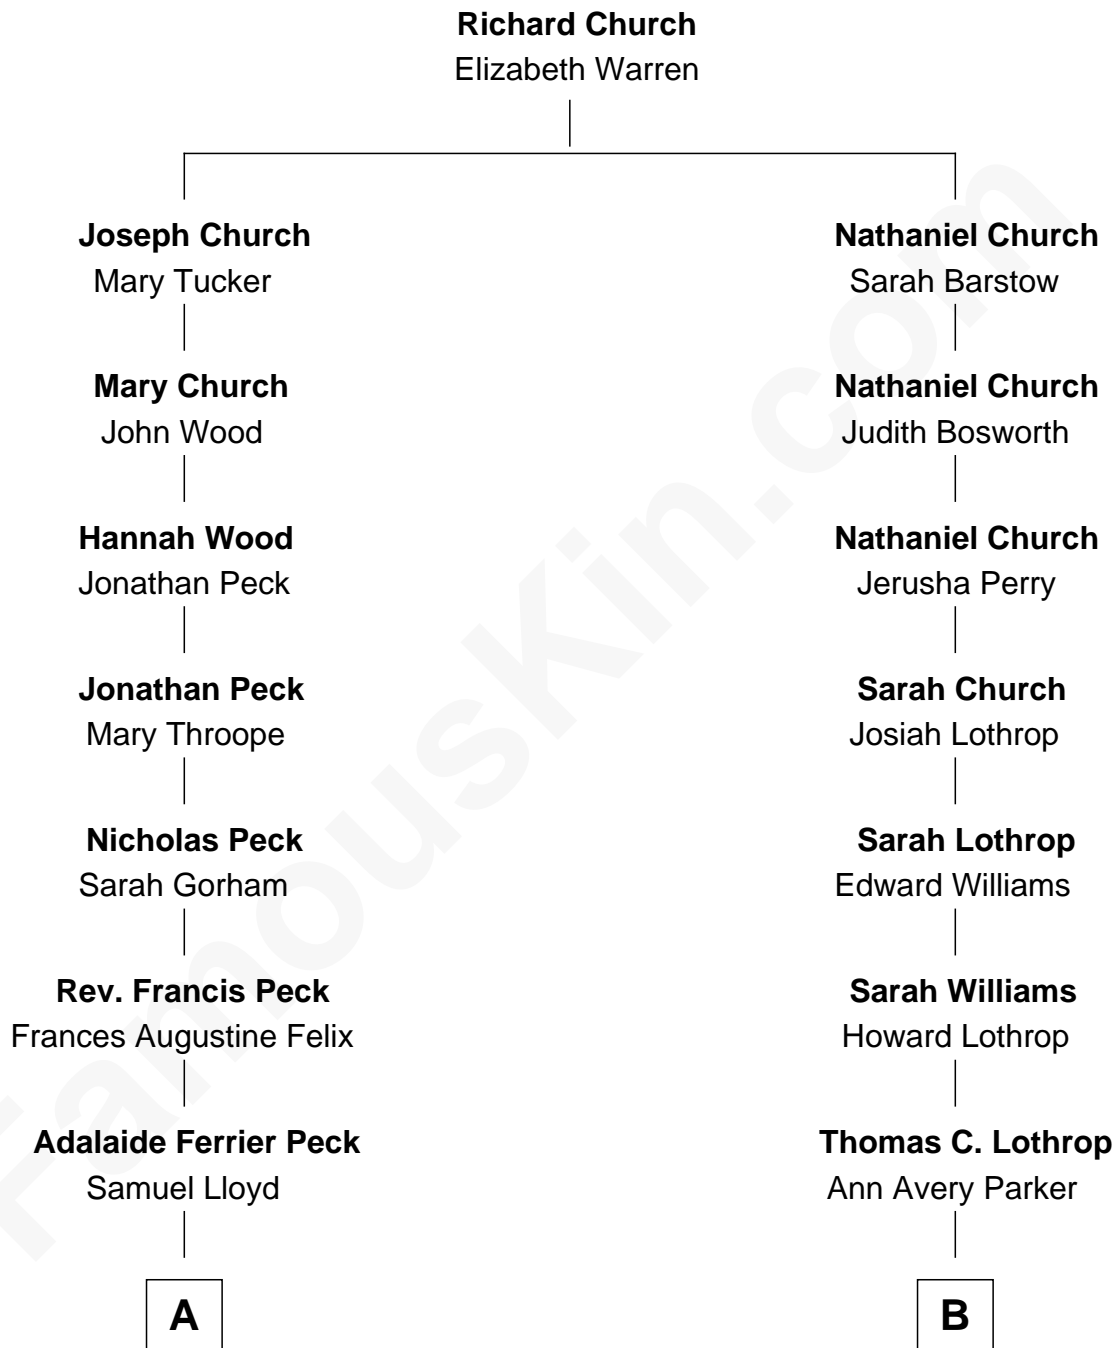 Richard Church
Elizabeth Warren
Joseph Church
Mary Tucker
Mary Church
John Wood
Hannah Wood
Jonathan Peck
Jonathan Peck
Mary Throope
Nicholas Peck
Sarah Gorham
Rev. Francis Peck
Frances Augustine Felix
Adalaide Ferrier Peck
Samuel Lloyd
A
Nathaniel Church
Sarah Barstow
Nathaniel Church
Judith Bosworth
Nathaniel Church
Jerusha Perry
Sarah Church
Josiah Lothrop
Sarah Lothrop
Edward Williams
Sarah Williams
Howard Lothrop
Thomas C. Lothrop
Ann Avery Parker
B
FamousKin.com